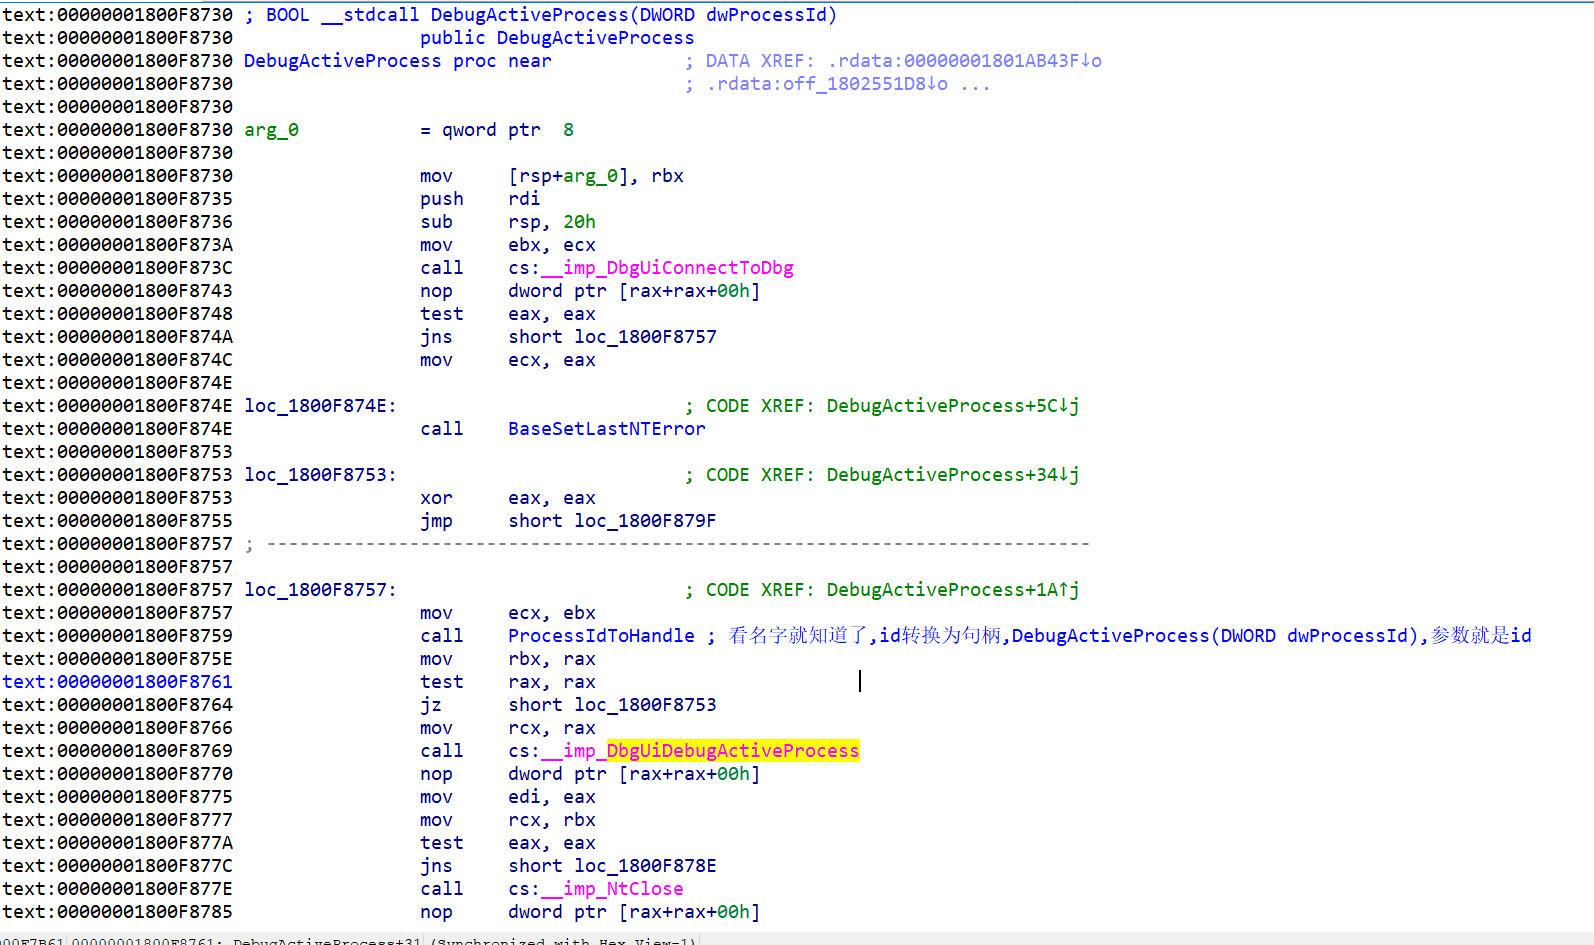 text:00000001800F8730 ; BOOL __stdcall DebugActiveProcess(DWORD dwProcessId)
text:00000001800F8730 public DebugActiveProcess
text:00000001800F8730 DebugActiveProcess proc near ; DATA XREF: .rdata:00000001801AB43F↓o
text:00000001800F8730 ; .rdata:off_1802551D8↓o ...
text:00000001800F8730
text:00000001800F8730 arg_0 = qword ptr 8
text:00000001800F8730
text:00000001800F8730 mov [rsp+arg_0], rbx
text:00000001800F8735 push rdi
text:00000001800F8736 sub rsp, 20h
text:00000001800F873A mov ebx, ecx
text:00000001800F873C call cs:__imp_DbgUiConnectToDbg
text:00000001800F8743 nop dword ptr [rax+rax+00h]
text:00000001800F8748 test eax, eax
text:00000001800F874A jns short loc_1800F8757
text:00000001800F874C mov ecx, eax
text:00000001800F874E
text:00000001800F874E loc_1800F874E: ; CODE XREF: DebugActiveProcess+5C↓j
text:00000001800F874E call BaseSetLastNTError
text:00000001800F8753
text:00000001800F8753 loc_1800F8753: ; CODE XREF: DebugActiveProcess+34↓j
text:00000001800F8753 xor eax, eax
text:00000001800F8755 jmp short loc_1800F879F
text:00000001800F8757 ; ---------------------------------------------------------------------------
text:00000001800F8757
text:00000001800F8757 loc_1800F8757: ; CODE XREF: DebugActiveProcess+1A↑j
text:00000001800F8757 mov ecx, ebx
text:00000001800F8759 call ProcessIdToHandle ; 看名字就知道了,id转换为句柄,DebugActiveProcess(DWORD dwProcessId),参数就是id
text:00000001800F875E mov rbx, rax
text:00000001800F8761 test rax, rax
text:00000001800F8764 jz short loc_1800F8753
text:00000001800F8766 mov rcx, rax
text:00000001800F8769 call cs:__imp_DbgUiDebugActiveProcess
text:00000001800F8770 nop dword ptr [rax+rax+00h]
text:00000001800F8775 mov edi, eax
text:00000001800F8777 mov rcx, rbx
text:00000001800F877A test eax, eax
text:00000001800F877C jns short loc_1800F878E
text:00000001800F877E call cs:__imp_NtClose
text:00000001800F8785 nop dword ptr [rax+rax+00h]
000F7B61 00000001800F8761: DebugActiveProcess+31 (Synchronized with Hex View-1)